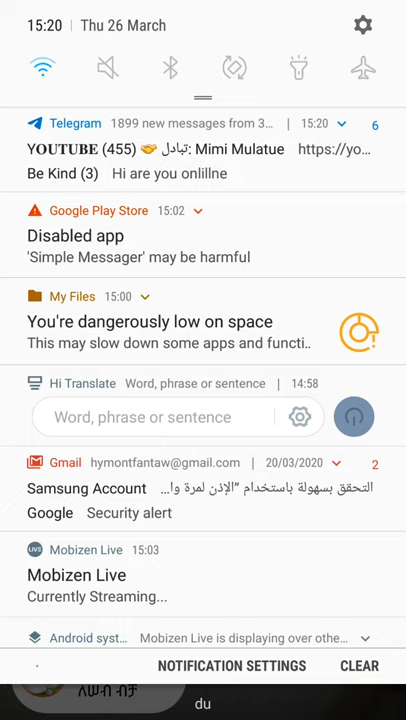 15:20 | Thu 26 March
Telegram 1899 new messages from 3... | 15:20 6
𝐘𝐎𝐔𝐓𝐔𝐁𝐄 (455) 🤝 تبادل: Mimi Mulatue https://yo...
Be Kind (3) Hi are you onlillne
Google Play Store 15:02
Disabled app
'Simple Messager' may be harmful
My Files 15:00
You're dangerously low on space
This may slow down some apps and functi..
Hi Translate Word, phrase or sentence | 14:58
Word, phrase or sentence
Gmail hymontfantaw@gmail.com | 20/03/2020 2
Samsung Account التحقق بسهولة باستخدام "الإذن لمرة وا...
Google Security alert
LIVE Mobizen Live 15:03
Mobizen Live
Currently Streaming...
Android syst... Mobizen Live is displaying over othe...
NOTIFICATION SETTINGS CLEAR
ለሠብ ብቻ
du